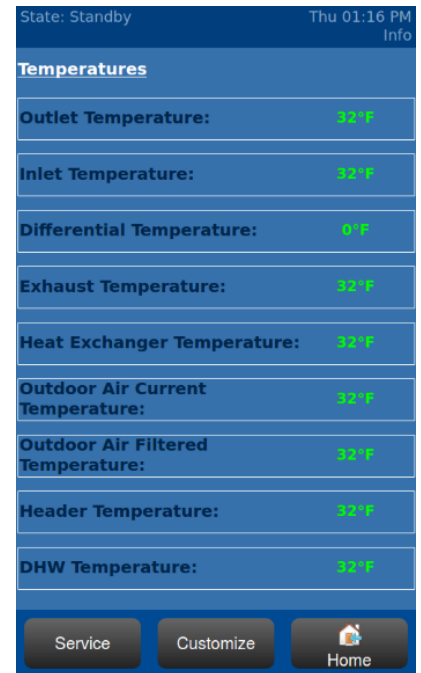 State: Standby Thu 01:16 PM
Info
Temperatures
Outlet Temperature: 32°F
Inlet Temperature: 32°F
Differential Temperature: 0°F
Exhaust Temperature: 32°F
Heat Exchanger Temperature: 32°F
Outdoor Air Current
Temperature: 32°F
Outdoor Air Filtered
Temperature: 32°F
Header Temperature: 32°F
DHW Temperature: 32°F
Service Customize Home